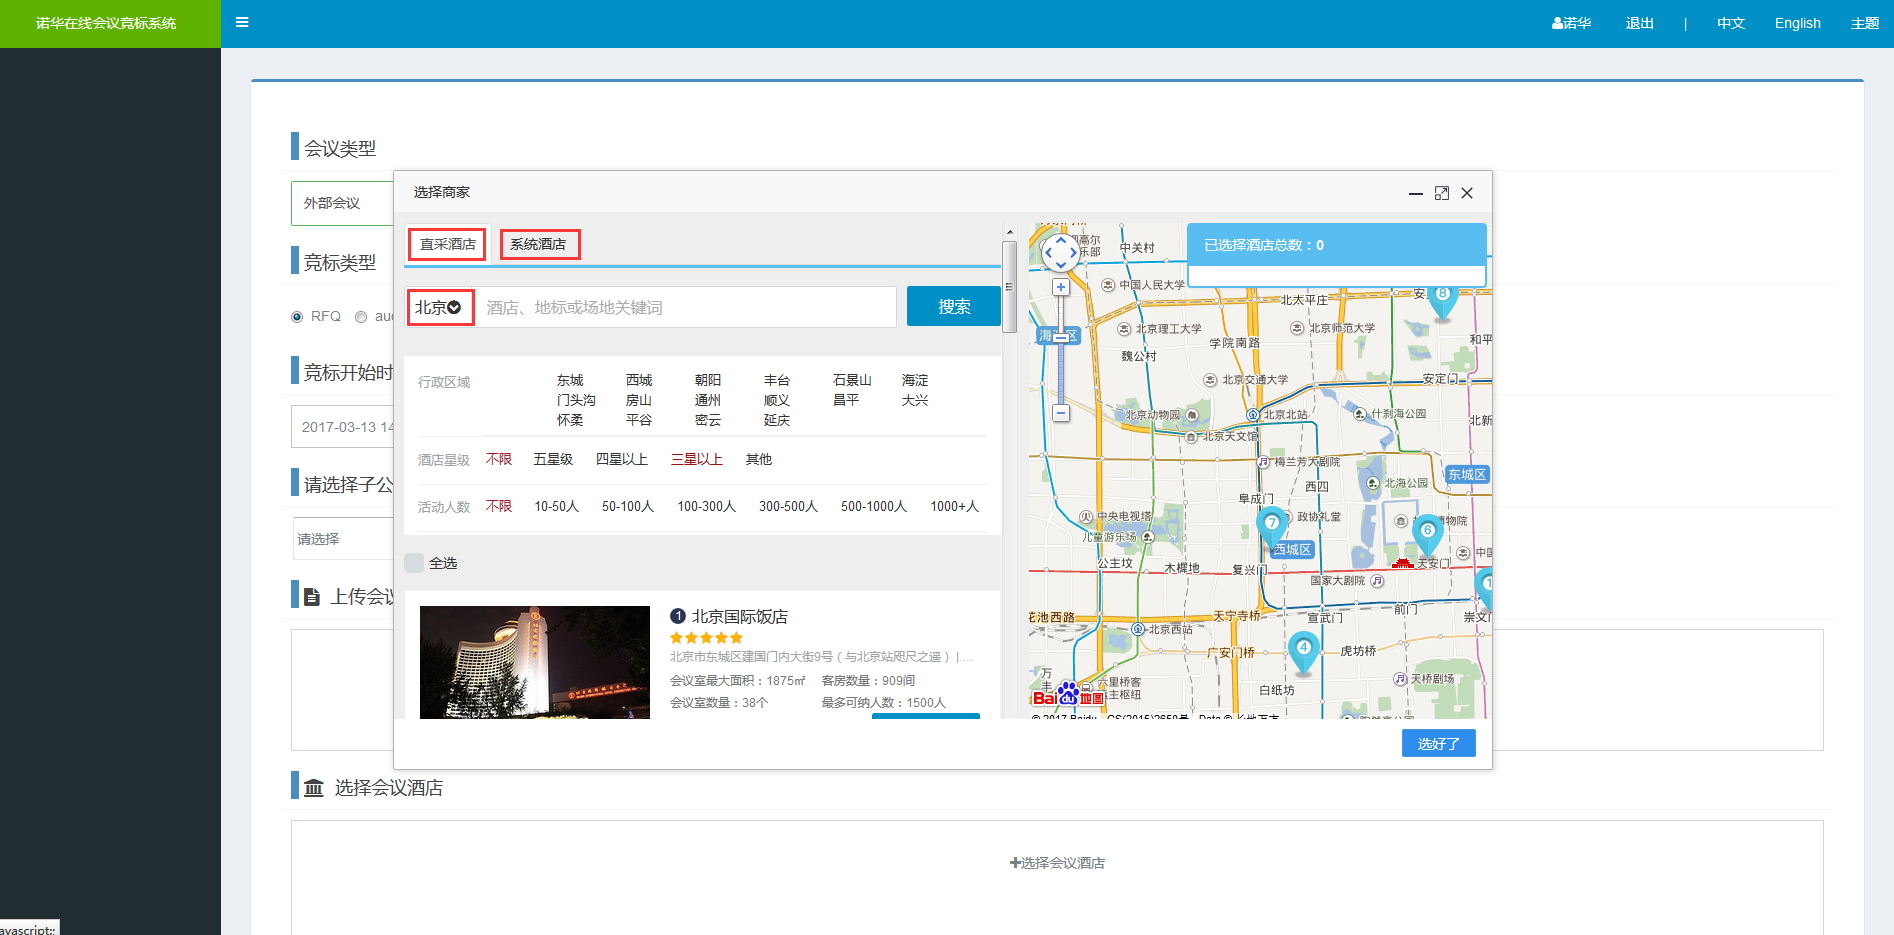 诺华在线会议竞标系统
诺华 退出 | 中文 English 主题
会议类型
外部会议
竞标类型
RFQ
竞标开始时
2017-03-13 14
请选择子公
请选择
上传会议
选择会议酒店
选择会议酒店
avascript:;
选择商家
直采酒店 系统酒店
北京 酒店、地标或场地关键词 搜索
行政区域 东城 西城 朝阳 丰台 石景山 海淀
门头沟 房山 通州 顺义 昌平 大兴
怀柔 平谷 密云 延庆
酒店星级 不限 五星级 四星以上 三星以上 其他
活动人数 不限 10-50人 50-100人 100-300人 300-500人 500-1000人 1000+人
全选
1 北京国际饭店
北京市东城区建国门内大街9号（与北京站咫尺之遥）|...
会议室最大面积：1875㎡ 客房数量：909间
会议室数量：38个 最多可纳人数：1500人
已选择酒店总数：0
中关村
中国人民大学
北太平庄
8
北京理工大学
北京师范大学
学院南路
和平
魏公村
北京交通大学
安定门
北京动物园
北京北站
什刹海公园
北京天文馆
北新
梅兰芳大剧院
东城区
西四
北海公园
阜成门
中央电视塔
政协礼堂
7
6
博物院
儿童游乐场
西城区
公主坟
木樨地
复兴门
天安门
国家大剧院
1
前门
天宁寺桥
宣武门
崇文门
花池西路
北京西站
4
广安门桥
虎坊桥
六里桥客
天桥剧场
白纸坊
Bai du 地图
选好了